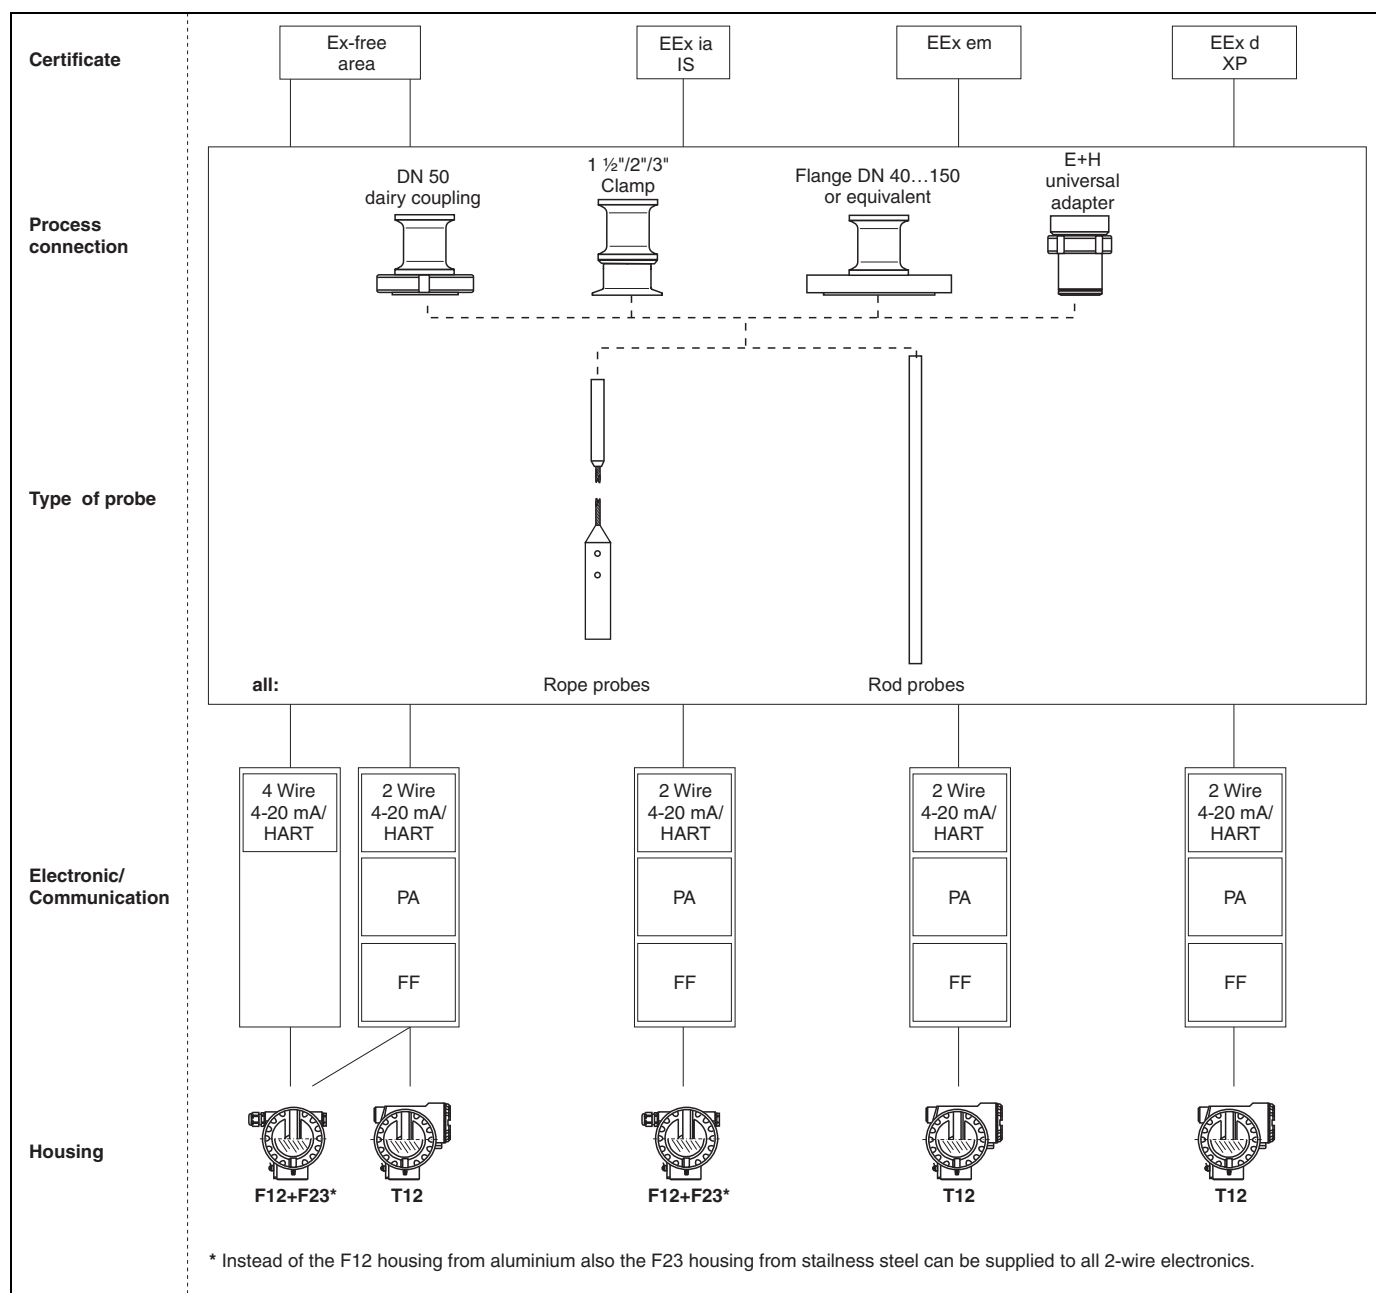 Certificate
Ex-free
area
EEx ia
IS
EEx em
EEx d
XP
Process
connection
DN 50
dairy coupling
1 ½"/2"/3"
Clamp
Flange DN 40…150
or equivalent
E+H
universal
adapter
Type of probe
all:
Rope probes
Rod probes
Electronic/
Communication
4 Wire
4-20 mA/
HART
2 Wire
4-20 mA/
HART
PA
FF
2 Wire
4-20 mA/
HART
PA
FF
2 Wire
4-20 mA/
HART
PA
FF
2 Wire
4-20 mA/
HART
PA
FF
Housing
F12+F23*
T12
F12+F23*
T12
T12
* Instead of the F12 housing from aluminium also the F23 housing from stailness steel can be supplied to all 2-wire electronics.